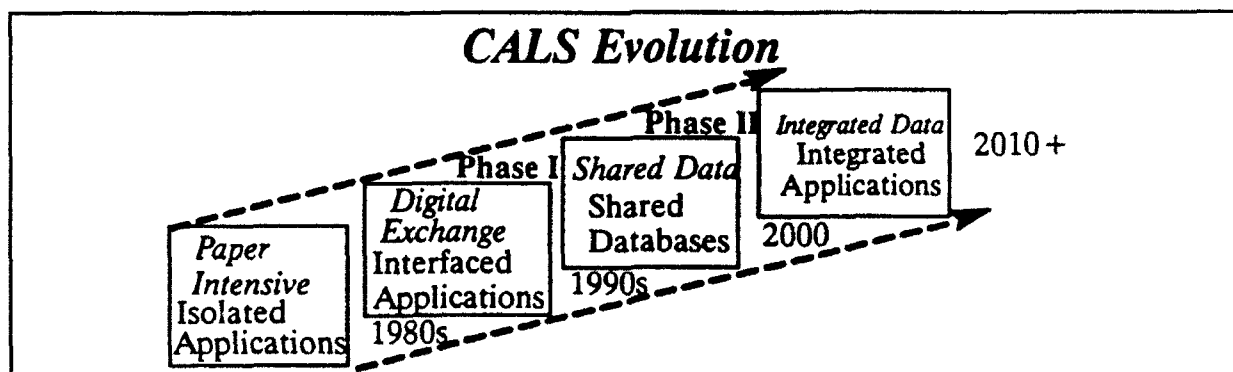 CALS Evolution
Paper
Intensive
Isolated
Applications
1980s
Phase I
Digital
Exchange
Interfaced
Applications
1990s
Phase II
Shared Data
Shared
Databases
2000
Integrated Data
Integrated
Applications
2010+